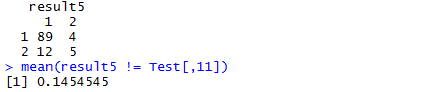 result5
1 2
1 89 4
2 12 5
> mean(result5 != Test[,11])
[1] 0.1454545